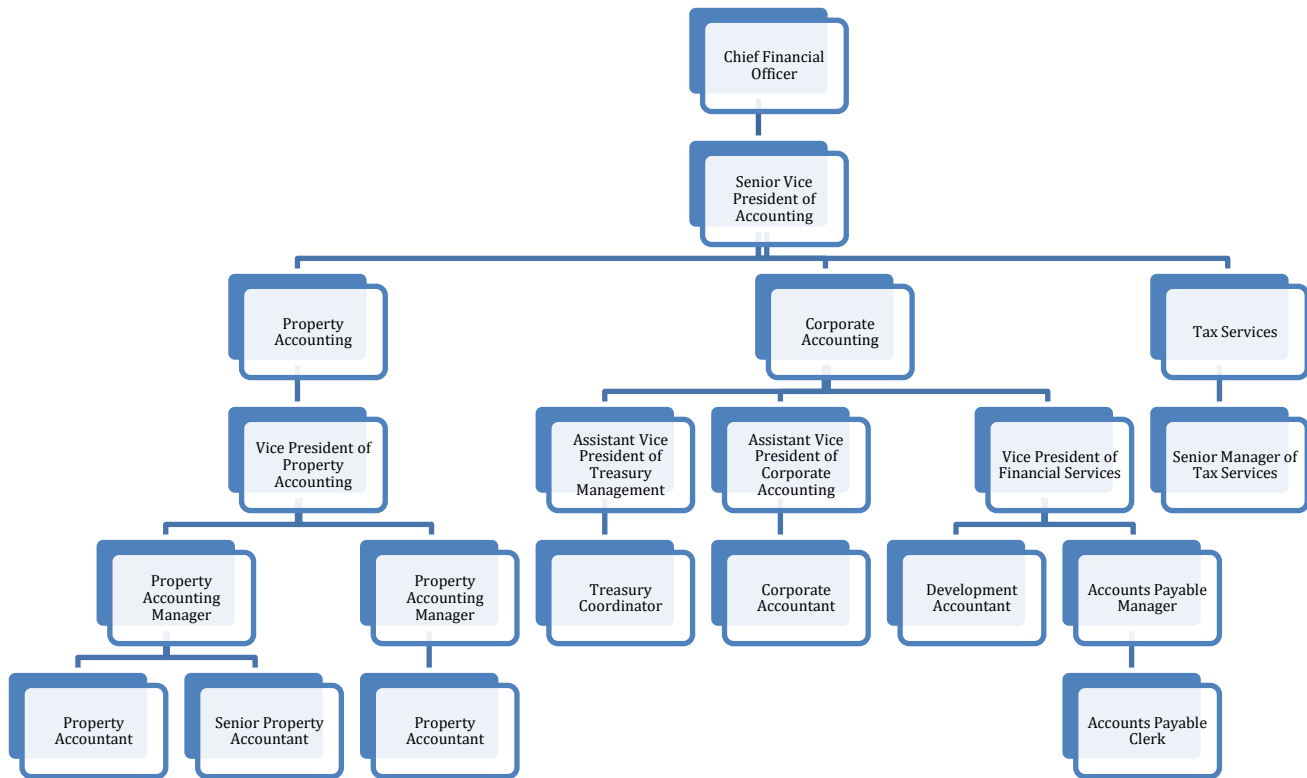 Chief Financial
Officer
Senior Vice
President of
Accounting
Property
Accounting
Corporate
Accounting
Tax Services
Vice President of
Property
Accounting
Assistant Vice
President of
Treasury
Management
Assistant Vice
President of
Corporate
Accounting
Vice President of
Financial Services
Senior Manager of
Tax Services
Property
Accounting
Manager
Property
Accounting
Manager
Treasury
Coordinator
Corporate
Accountant
Development
Accountant
Accounts Payable
Manager
Property
Accountant
Senior Property
Accountant
Property
Accountant
Accounts Payable
Clerk